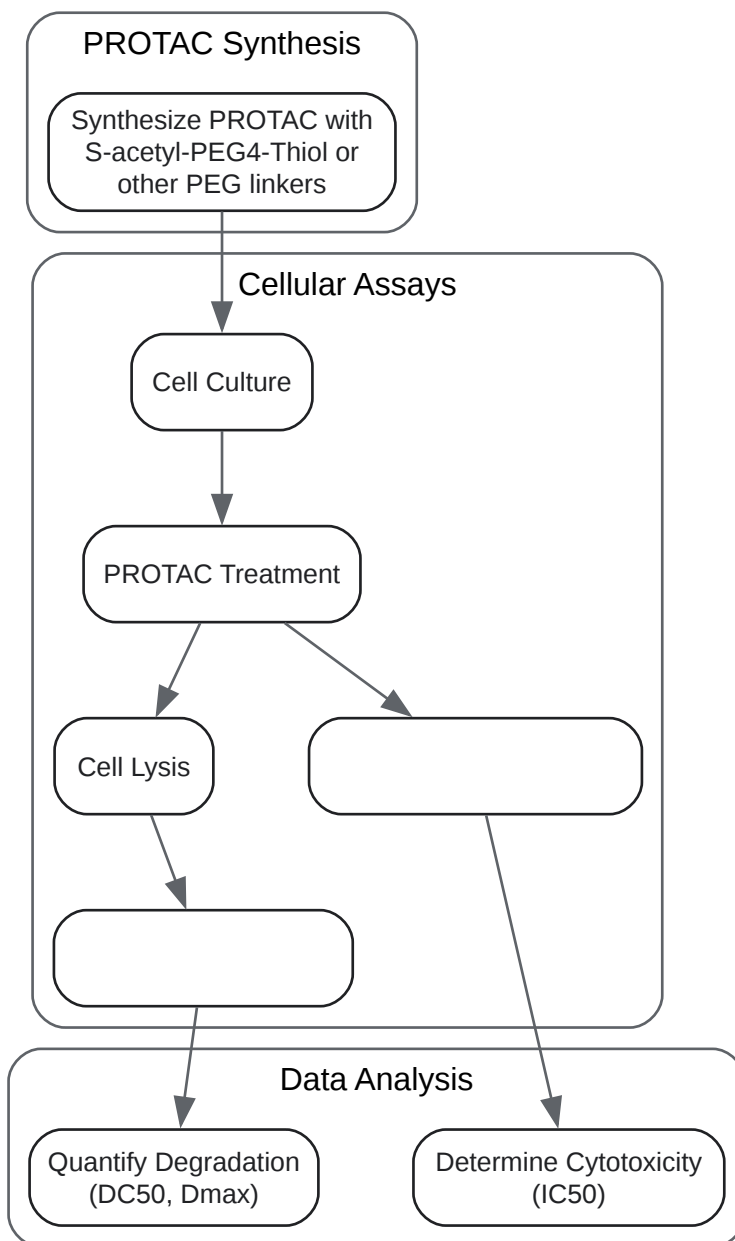 PROTAC Synthesis
Synthesize PROTAC with
S-acetyl-PEG4-Thiol or
other PEG linkers
Cellular Assays
Cell Culture
PROTAC Treatment
Cell Lysis
Data Analysis
Quantify Degradation
(DC50, Dmax)
Determine Cytotoxicity
(IC50)